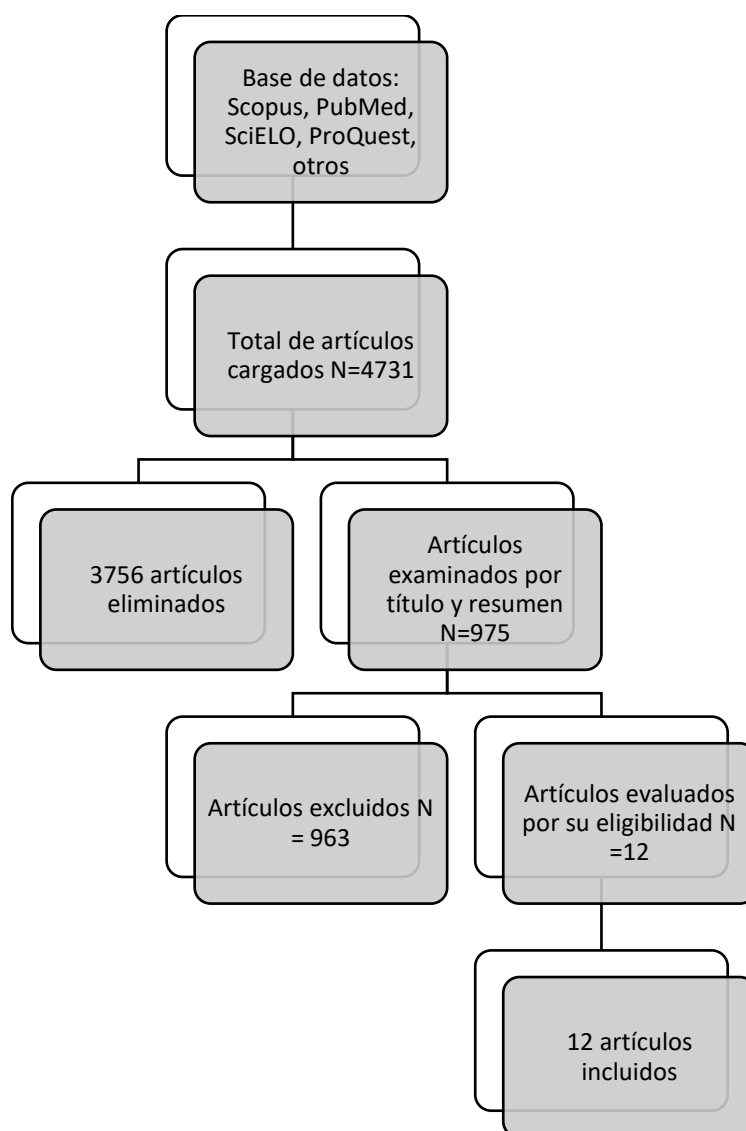 Base de datos:
Scopus, PubMed,
SciELO, ProQuest,
otros
Total de artículos
cargados N=4731
3756 artículos
eliminados
Artículos
examinados por
título y resumen
N=975
Artículos excluidos N
= 963
Artículos evaluados
por su eligibilidad N
=12
12 artículos
incluidos